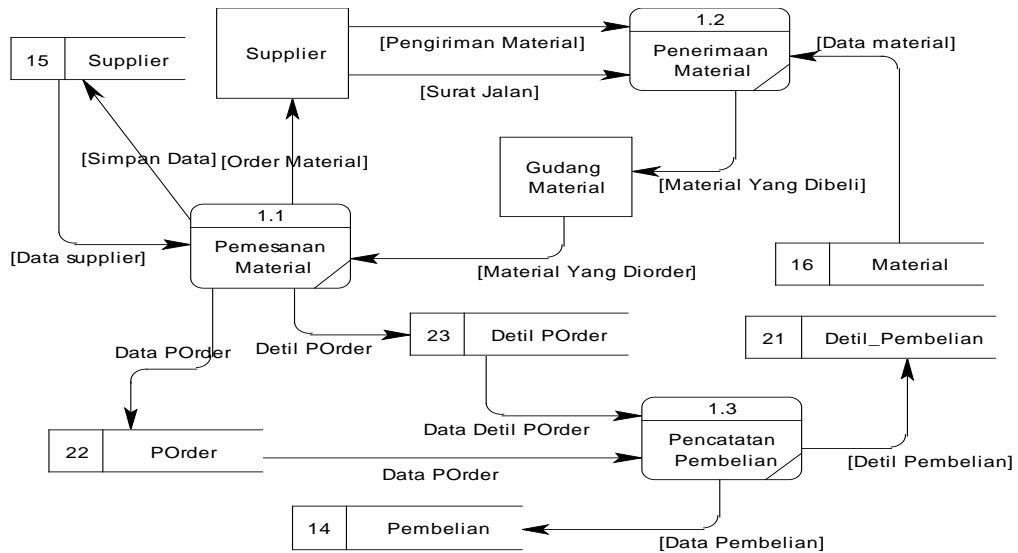 1.2
[Pengiriman Material]
[Data material]
Supplier
15 Supplier
Penerimaan
Material
[Surat Jalan]
[Simpan Data]
[Order Material]
Gudang
Material
[Material Yang Dibeli]
1.1
Pemesanan
Material
[Data supplier]
[Material Yang Diorder]
16 Material
23 Detil POrder
21 Detil_Pembelian
Data POrder
Detil POrder
1.3
Data Detil POrder
Pencatatan
Pembelian
22 POrder
[Detil Pembelian]
Data POrder
14 Pembelian
[Data Pembelian]